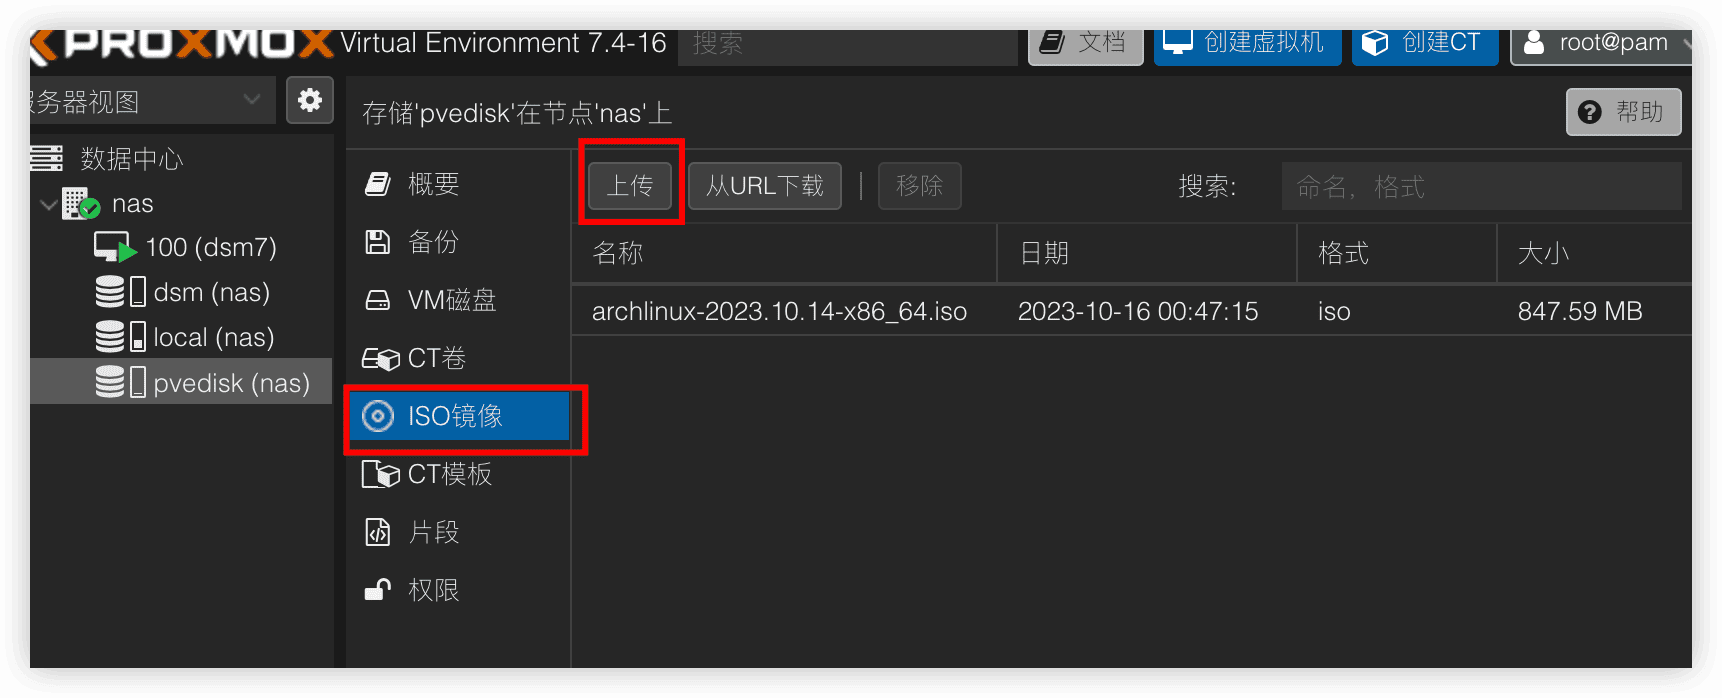 PROXMOX Virtual Environment 7.4-16 搜索 文档 创建虚拟机 创建CT root@pam
服务器视图
数据中心
nas
100 (dsm7)
dsm (nas)
local (nas)
pvedisk (nas)
存储'pvedisk'在节点'nas'上 帮助
概要
备份
VM磁盘
CT卷
ISO镜像
CT模板
片段
权限
上传 从URL下载 移除 搜索: 命名, 格式
名称 日期 格式 大小
archlinux-2023.10.14-x86_64.iso 2023-10-16 00:47:15 iso 847.59 MB